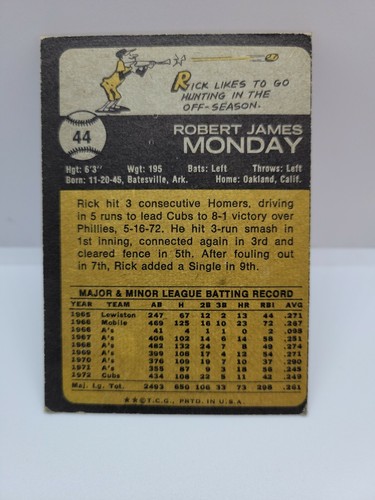 RICK LIKES TO GO
HUNTING IN THE
OFF-SEASON.
44
ROBERT JAMES
MONDAY
Hgt: 6'3" Wgt: 195 Bats: Left Throws: Left
Born: 11-20-45, Batesville, Ark. Home: Oakland, Calif.
Rick hit 3 consecutive Homers, driving
in 5 runs to lead Cubs to 8-1 victory over
Phillies, 5-16-72. He hit 3-run smash in
1st inning, connected again in 3rd and
cleared fence in 5th. After fouling out
in 7th, Rick added a Single in 9th.
MAJOR & MINOR LEAGUE BATTING RECORD
YEAR TEAM AB H 2B 3B HR RBI AVG
1965 Lewiston 247 67 12 2 13 44 .271
1966 Mobile 469 125 16 10 23 72 .267
1966 A's 41 4 1 1 0 2 .098
1967 A's 406 102 14 6 14 58 .251
1968 A's 482 132 24 7 8 49 .274
1969 A's 399 108 17 4 12 54 .271
1970 A's 376 109 19 7 10 37 .290
1971 A's 355 87 9 3 18 56 .245
1972 Cubs 434 108 22 5 11 42 .249
Maj. Lg. Tot. 2493 650 106 33 73 298 .261
★★©T.C.G., PRTD. IN U.S.A.